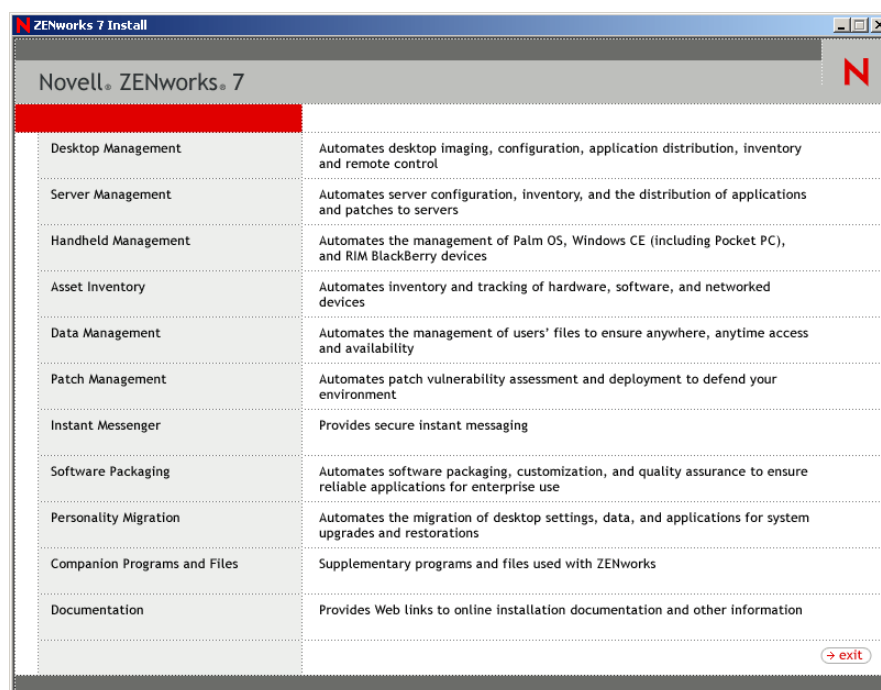 N ZENworks 7 Install
Novell® ZENworks® 7
N
Desktop Management
Automates desktop imaging, configuration, application distribution, inventory
and remote control
Server Management
Automates server configuration, inventory, and the distribution of applications
and patches to servers
Handheld Management
Automates the management of Palm OS, Windows CE (including Pocket PC),
and RIM BlackBerry devices
Asset Inventory
Automates inventory and tracking of hardware, software, and networked
devices
Data Management
Automates the management of users’ files to ensure anywhere, anytime access
and availability
Patch Management
Automates patch vulnerability assessment and deployment to defend your
environment
Instant Messenger
Provides secure instant messaging
Software Packaging
Automates software packaging, customization, and quality assurance to ensure
reliable applications for enterprise use
Personality Migration
Automates the migration of desktop settings, data, and applications for system
upgrades and restorations
Companion Programs and Files
Supplementary programs and files used with ZENworks
Documentation
Provides Web links to online installation documentation and other information
→ exit